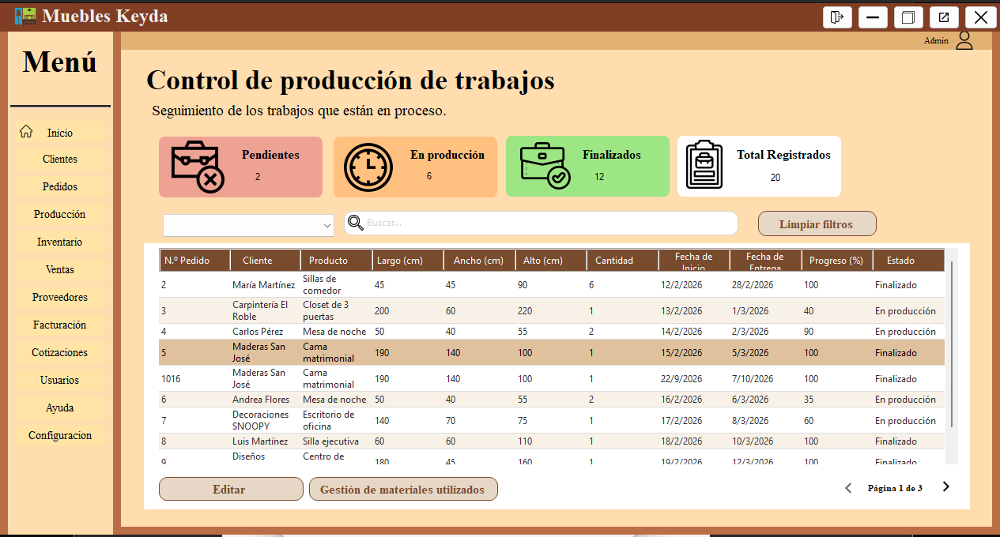 Muebles Keyda
Admin
Menú
Inicio
Clientes
Pedidos
Producción
Inventario
Ventas
Proveedores
Facturación
Cotizaciones
Usuarios
Ayuda
Configuracion
Control de producción de trabajos
Seguimiento de los trabajos que están en proceso.
Pendientes
2
En producción
6
Finalizados
12
Total Registrados
20
Buscar...
Limpiar filtros
N.º Pedido Cliente Producto Largo (cm) Ancho (cm) Alto (cm) Cantidad Fecha de Inicio Fecha de Entrega Progreso (%) Estado
2 María Martínez Sillas de comedor 45 45 90 6 12/2/2026 28/2/2026 100 Finalizado
3 Carpintería El Roble Closet de 3 puertas 200 60 220 1 13/2/2026 1/3/2026 40 En producción
4 Carlos Pérez Mesa de noche 50 40 55 2 14/2/2026 2/3/2026 90 En producción
5 Maderas San José Cama matrimonial 190 140 100 1 15/2/2026 5/3/2026 100 Finalizado
1016 Maderas San José Cama matrimonial 190 140 100 1 22/9/2026 7/10/2026 100 Finalizado
6 Andrea Flores Mesa de noche 50 40 55 2 16/2/2026 6/3/2026 35 En producción
7 Decoraciones SNOOPY Escritorio de oficina 140 70 75 1 17/2/2026 8/3/2026 60 En producción
8 Luis Martínez Silla ejecutiva 60 60 110 1 18/2/2026 10/3/2026 100 Finalizado
9 Diseños Centro de 180 45 160 1 19/2/2026 12/3/2026 100 Finalizado
Editar
Gestión de materiales utilizados
Página 1 de 3